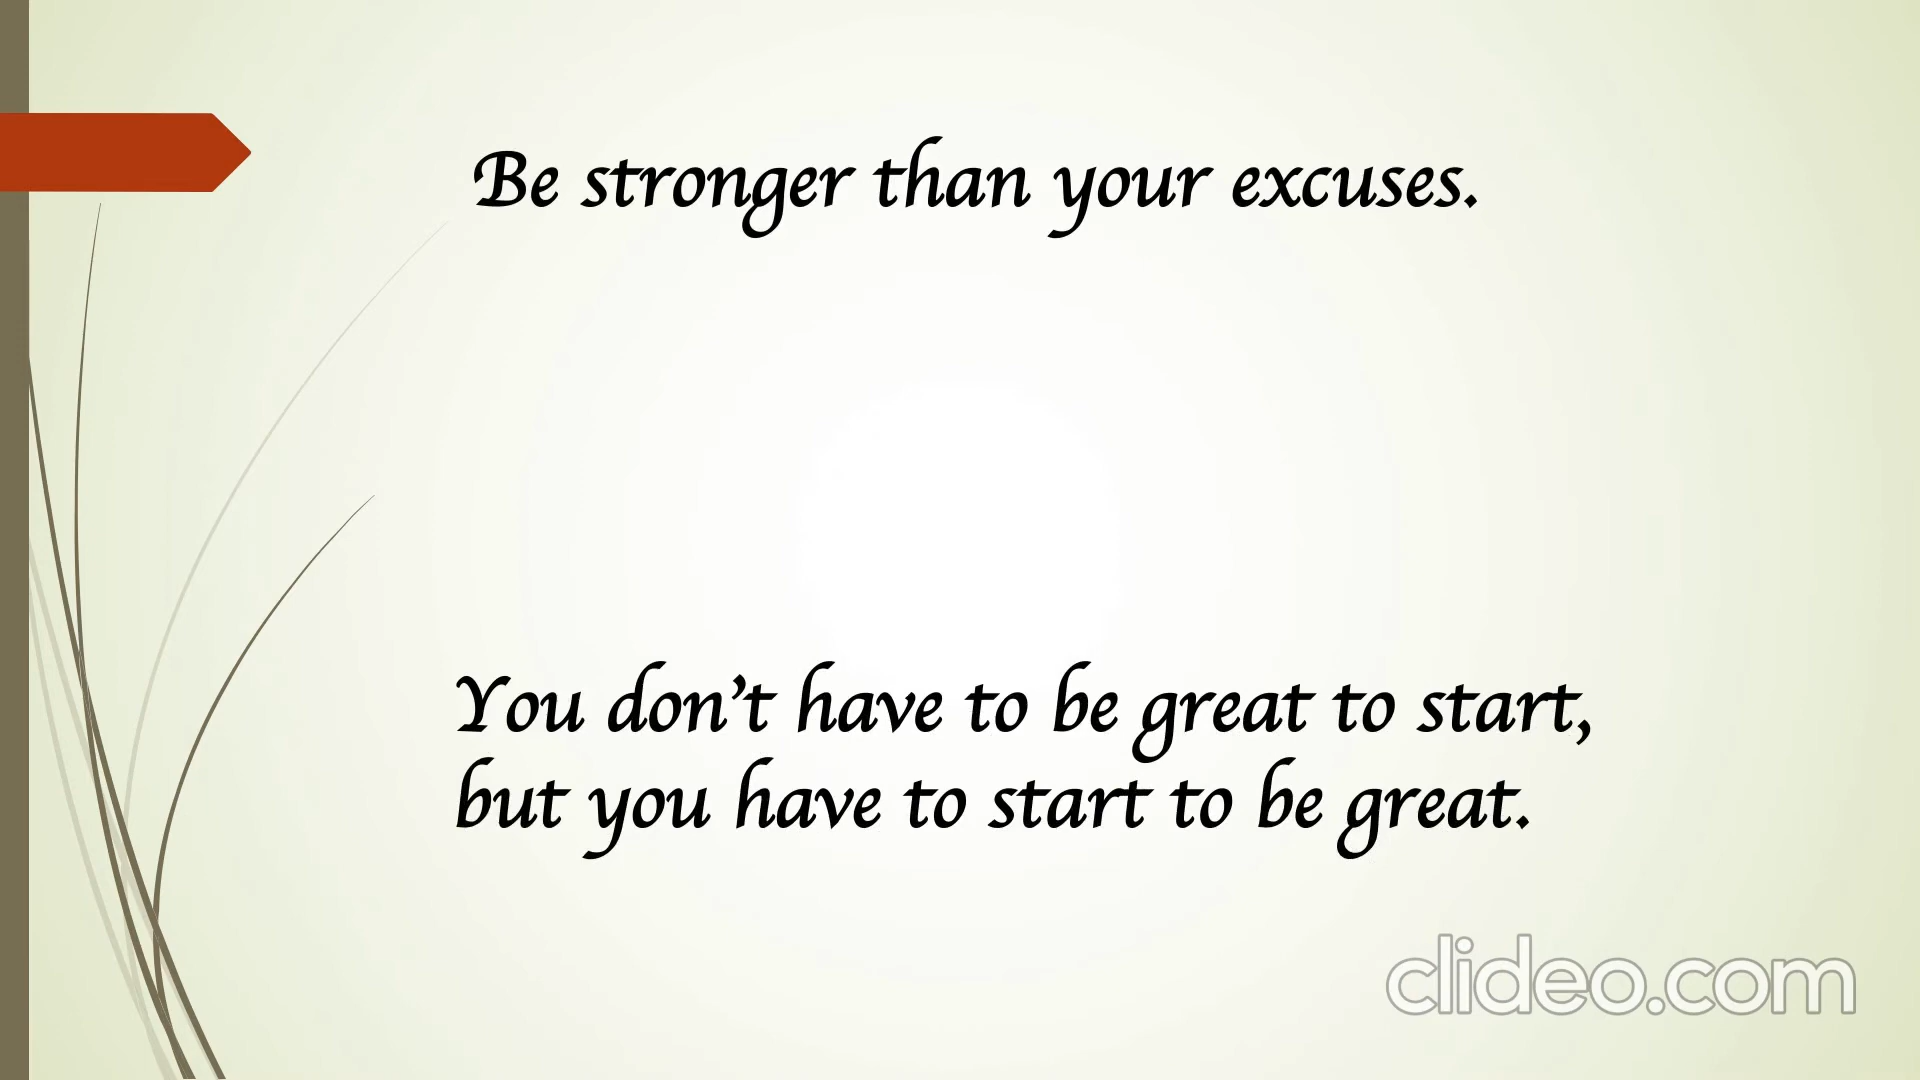 Be stronger than your excuses.
You don't have to be great to start,
but you have to start to be great.
clideo.com